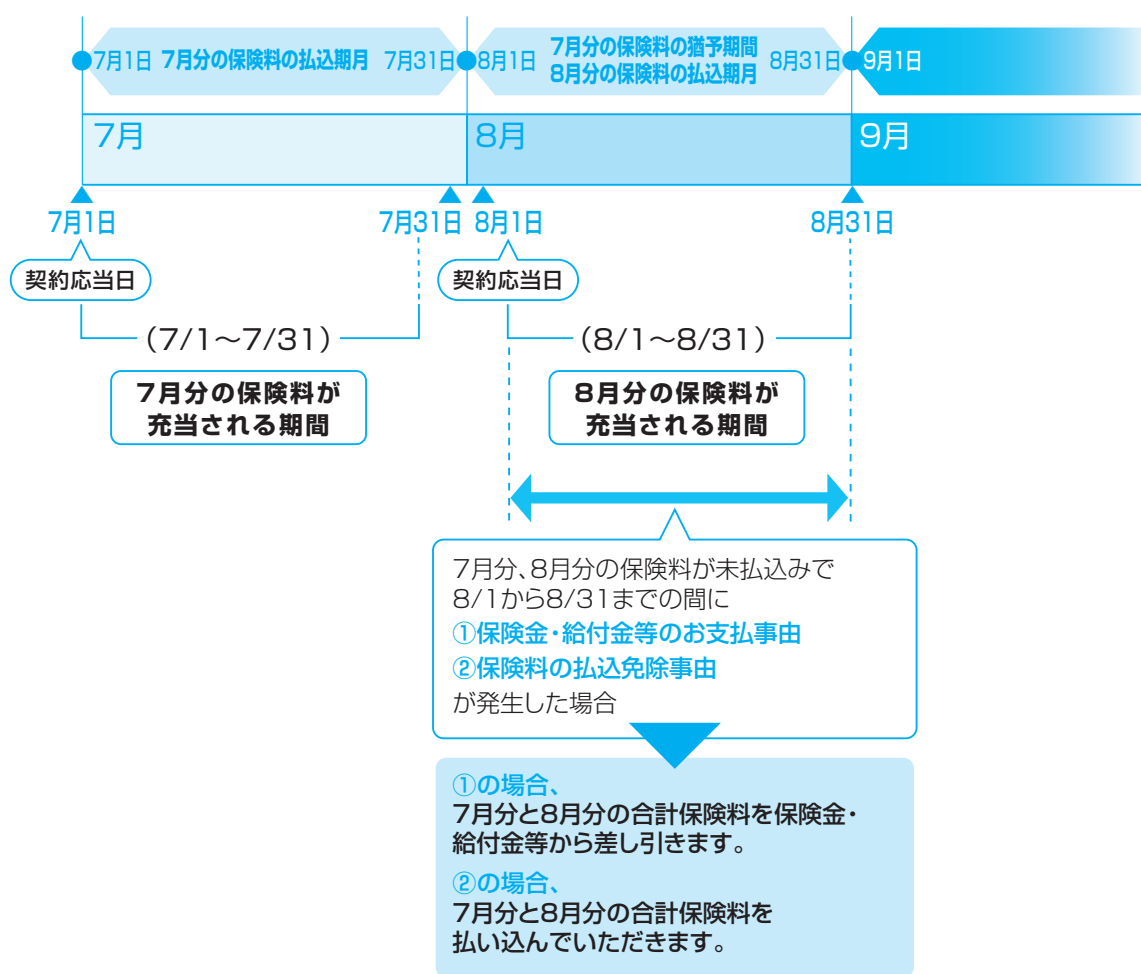 7月1日 7月分の保険料の払込期月 7月31日
8月1日 7月分の保険料の猶予期間
8月分の保険料の払込期月 8月31日
9月1日
7月 8月 9月
7月1日 7月31日 8月1日 8月31日
契約応当日 契約応当日
(7/1～7/31) (8/1～8/31)
7月分の保険料が
充当される期間
8月分の保険料が
充当される期間
7月分、8月分の保険料が未払込みで
8/1から8/31までの間に
①保険金・給付金等のお支払事由
②保険料の払込免除事由
が発生した場合
①の場合、
7月分と8月分の合計保険料を保険金・
給付金等から差し引きます。
②の場合、
7月分と8月分の合計保険料を
払い込んでいただきます。